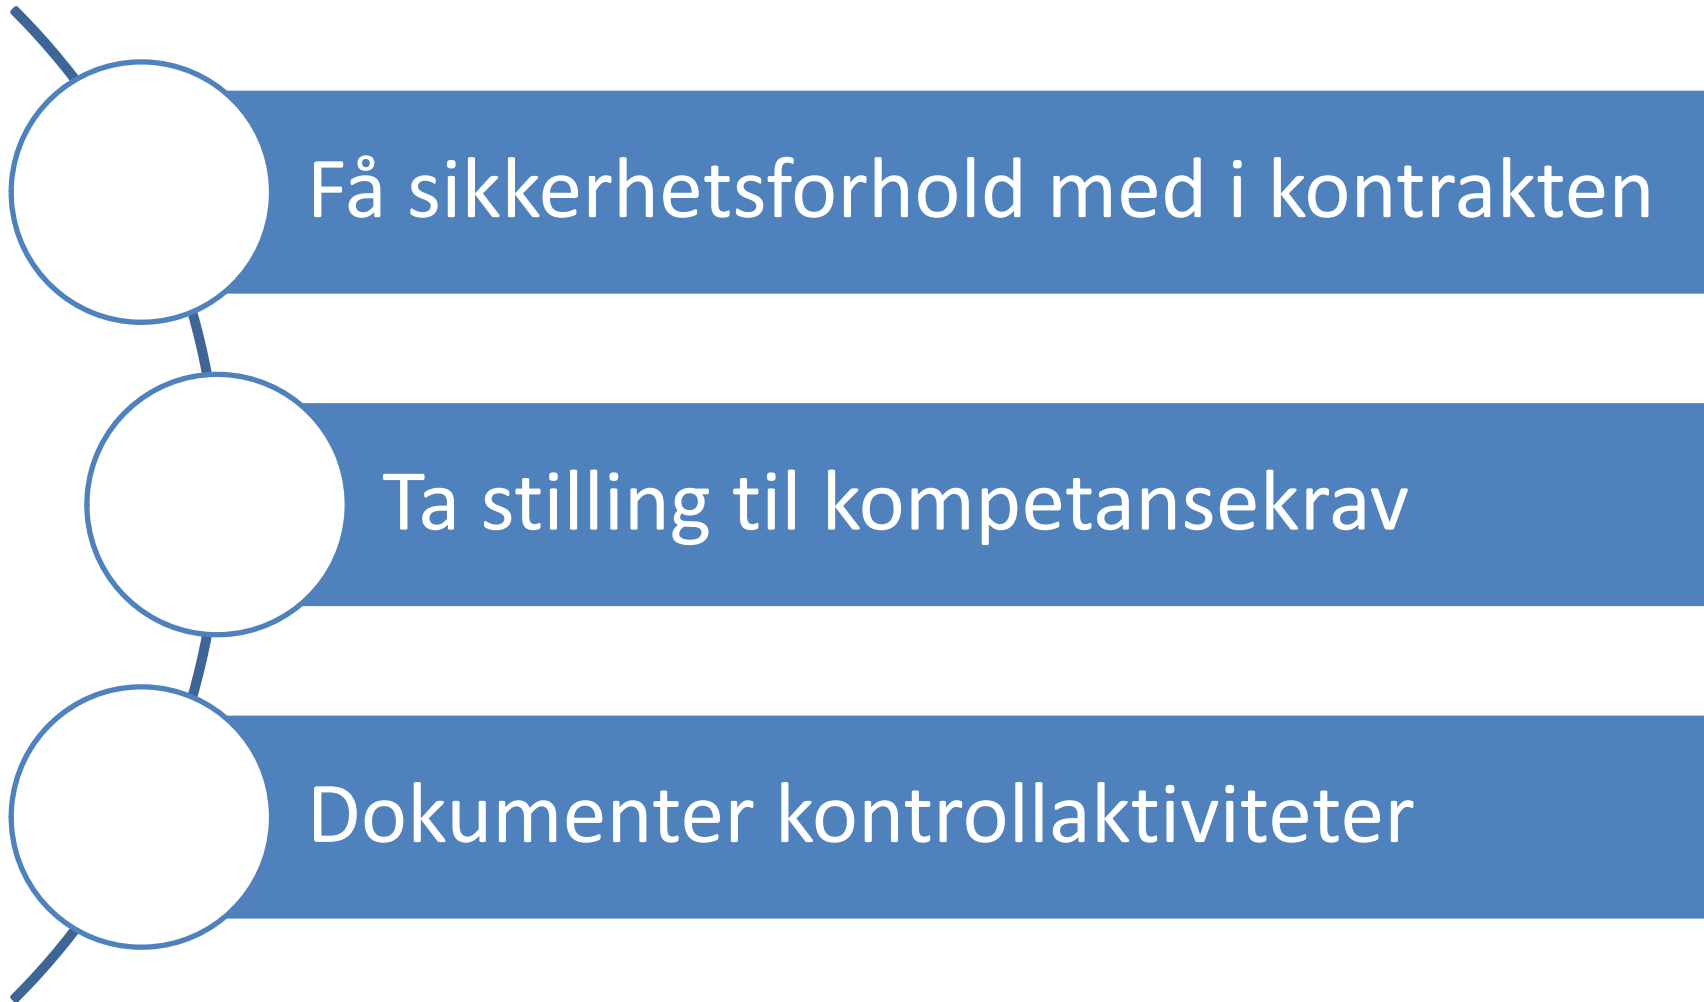 Få sikkerhetsforhold med i kontrakten
Ta stilling til kompetansekrav
Dokumenter kontrollaktiviteter